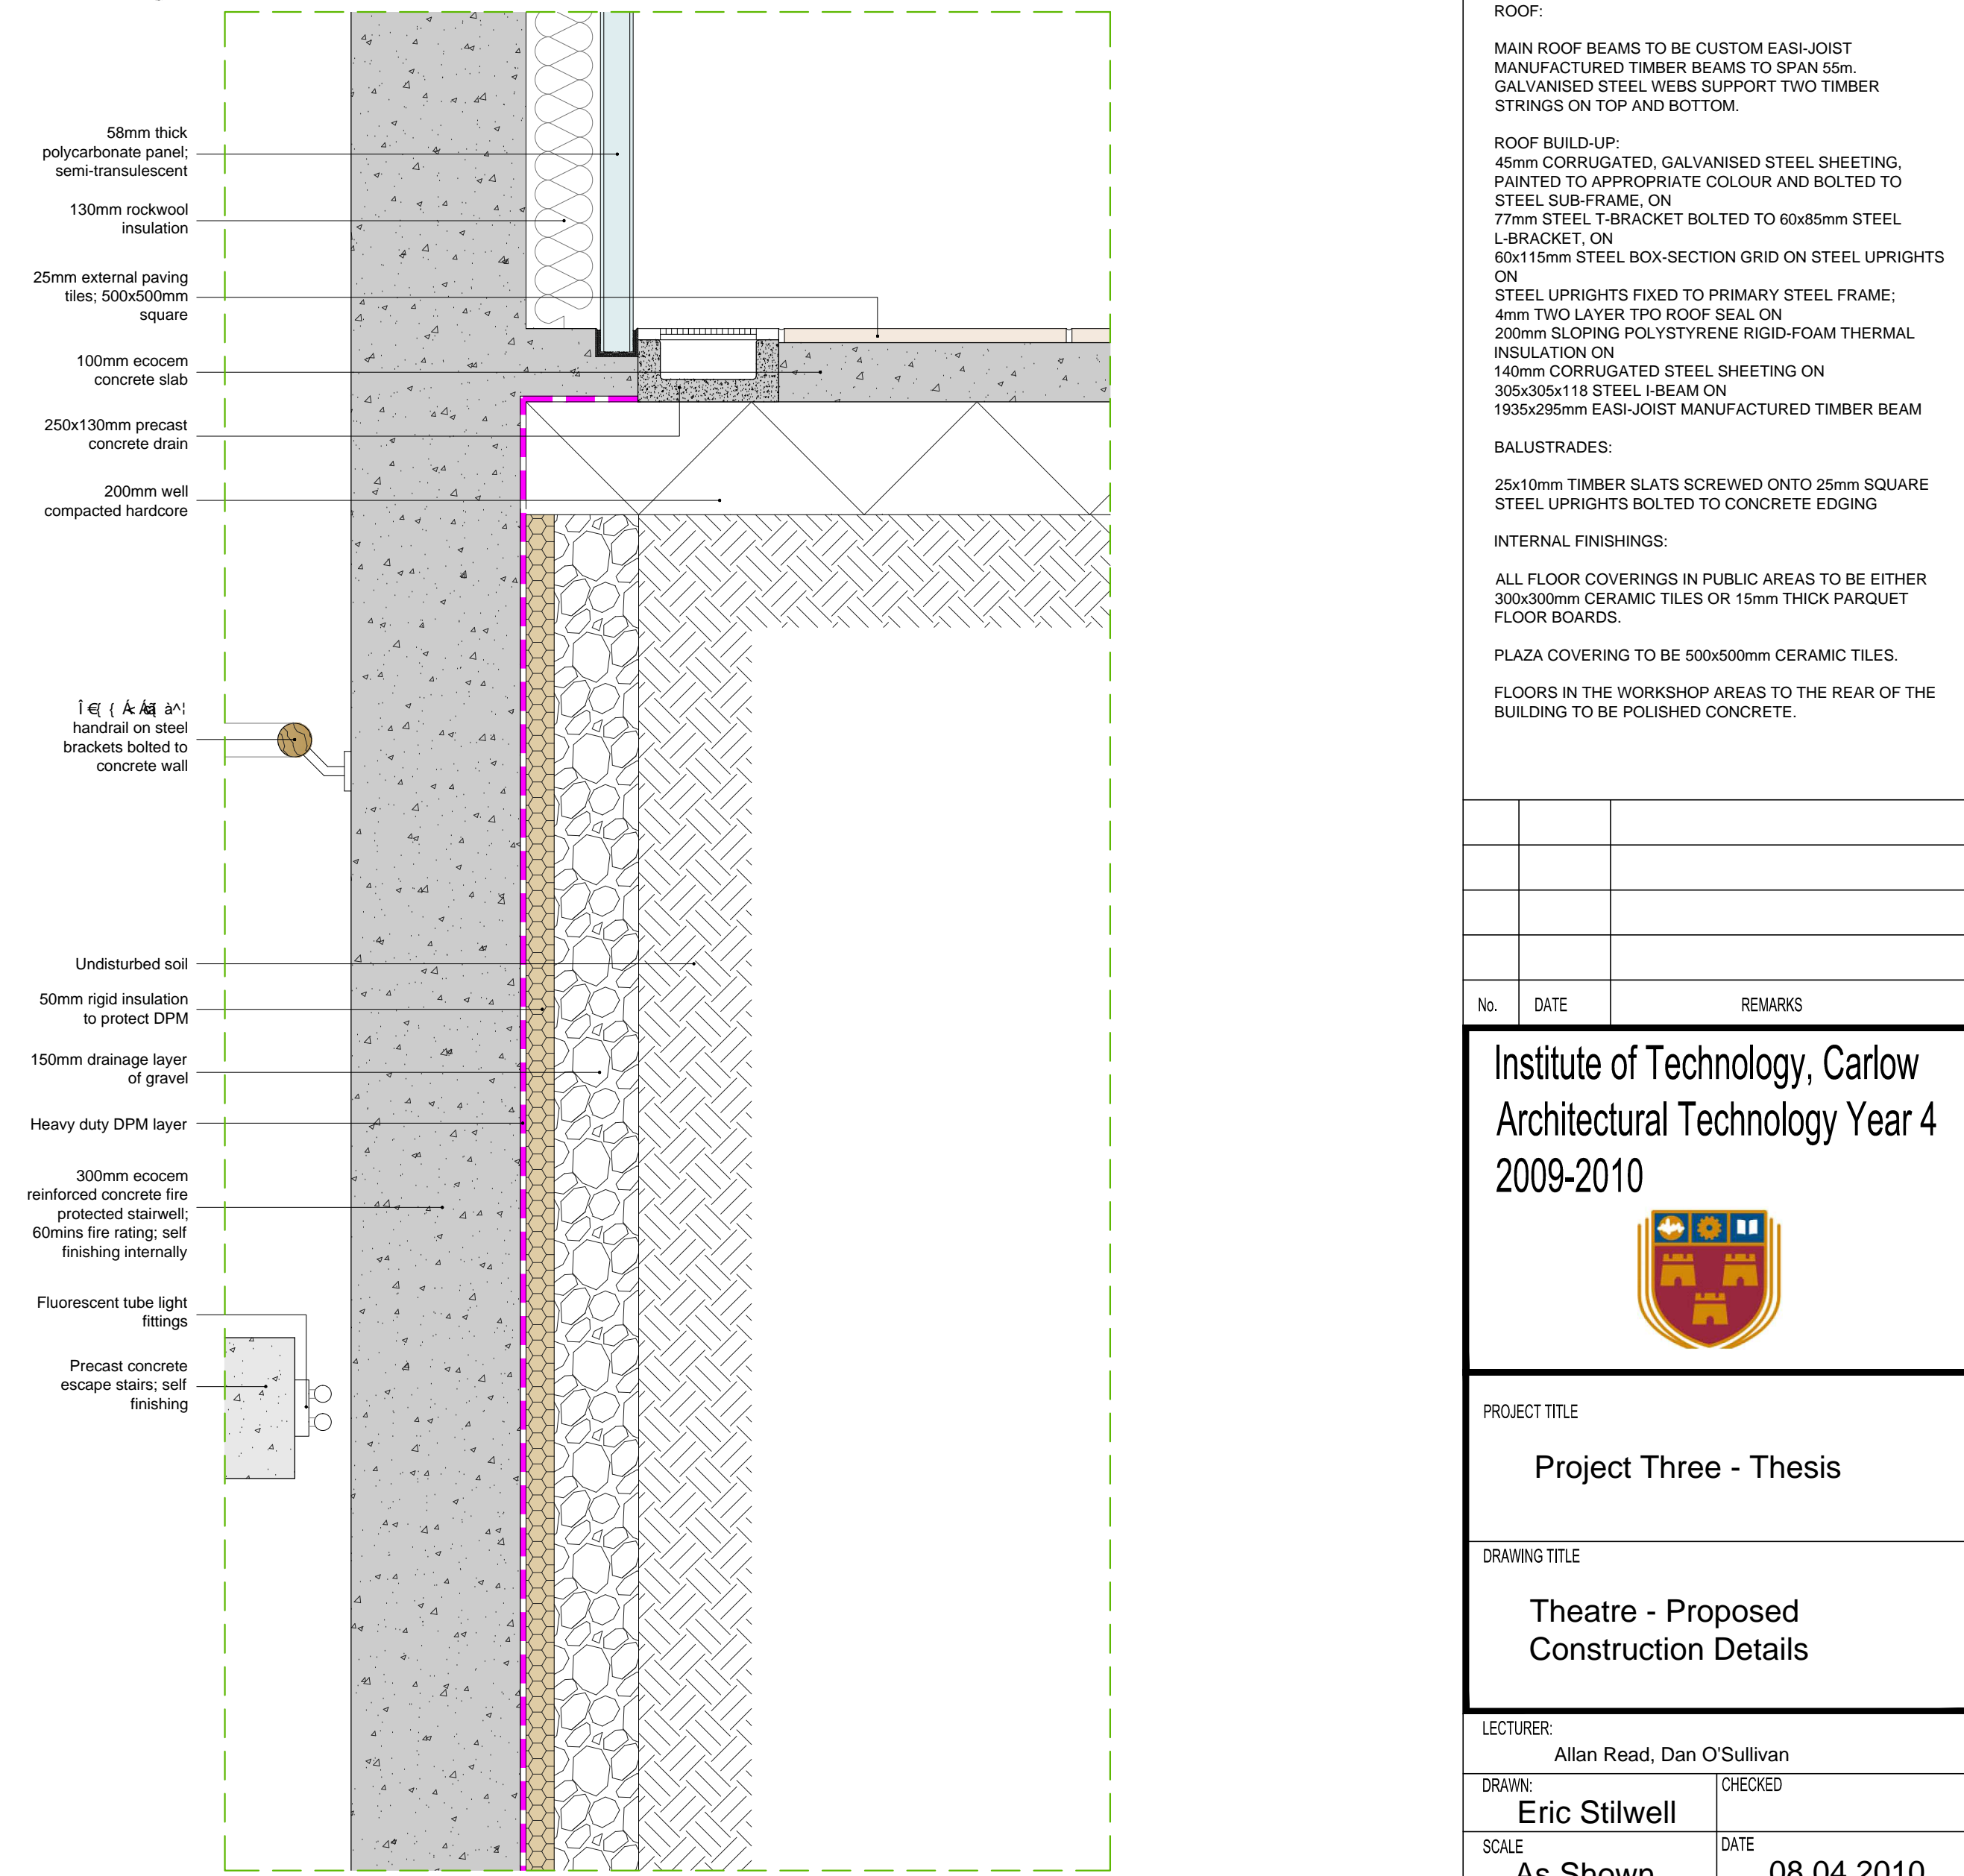 58mm thick
polycarbonate panel;
semi-transulescent
130mm rockwool
insulation
25mm external paving
tiles; 500x500mm
square
100mm ecocem
concrete slab
250x130mm precast
concrete drain
200mm well
compacted hardcore
handrail on steel
brackets bolted to
concrete wall
Undisturbed soil
50mm rigid insulation
to protect DPM
150mm drainage layer
of gravel
Heavy duty DPM layer
300mm ecocem
reinforced concrete fire
protected stairwell;
60mins fire rating; self
finishing internally
Fluorescent tube light
fittings
Precast concrete
escape stairs; self
finishing
ROOF:
MAIN ROOF BEAMS TO BE CUSTOM EASI-JOIST
MANUFACTURED TIMBER BEAMS TO SPAN 55m.
GALVANISED STEEL WEBS SUPPORT TWO TIMBER
STRINGS ON TOP AND BOTTOM.
ROOF BUILD-UP:
45mm CORRUGATED, GALVANISED STEEL SHEETING,
PAINTED TO APPROPRIATE COLOUR AND BOLTED TO
STEEL SUB-FRAME, ON
77mm STEEL T-BRACKET BOLTED TO 60x85mm STEEL
L-BRACKET, ON
60x115mm STEEL BOX-SECTION GRID ON STEEL UPRIGHTS
ON
STEEL UPRIGHTS FIXED TO PRIMARY STEEL FRAME;
4mm TWO LAYER TPO ROOF SEAL ON
200mm SLOPING POLYSTYRENE RIGID-FOAM THERMAL
INSULATION ON
140mm CORRUGATED STEEL SHEETING ON
305x305x118 STEEL I-BEAM ON
1935x295mm EASI-JOIST MANUFACTURED TIMBER BEAM
BALUSTRADES:
25x10mm TIMBER SLATS SCREWED ONTO 25mm SQUARE
STEEL UPRIGHTS BOLTED TO CONCRETE EDGING
INTERNAL FINISHINGS:
ALL FLOOR COVERINGS IN PUBLIC AREAS TO BE EITHER
300x300mm CERAMIC TILES OR 15mm THICK PARQUET
FLOOR BOARDS.
PLAZA COVERING TO BE 500x500mm CERAMIC TILES.
FLOORS IN THE WORKSHOP AREAS TO THE REAR OF THE
BUILDING TO BE POLISHED CONCRETE.
No. DATE REMARKS
Institute of Technology, Carlow
Architectural Technology Year 4
2009-2010
PROJECT TITLE
Project Three - Thesis
DRAWING TITLE
Theatre - Proposed
Construction Details
LECTURER:
Allan Read, Dan O'Sullivan
DRAWN: CHECKED
Eric Stilwell
SCALE DATE
As Shown 08.04.2010